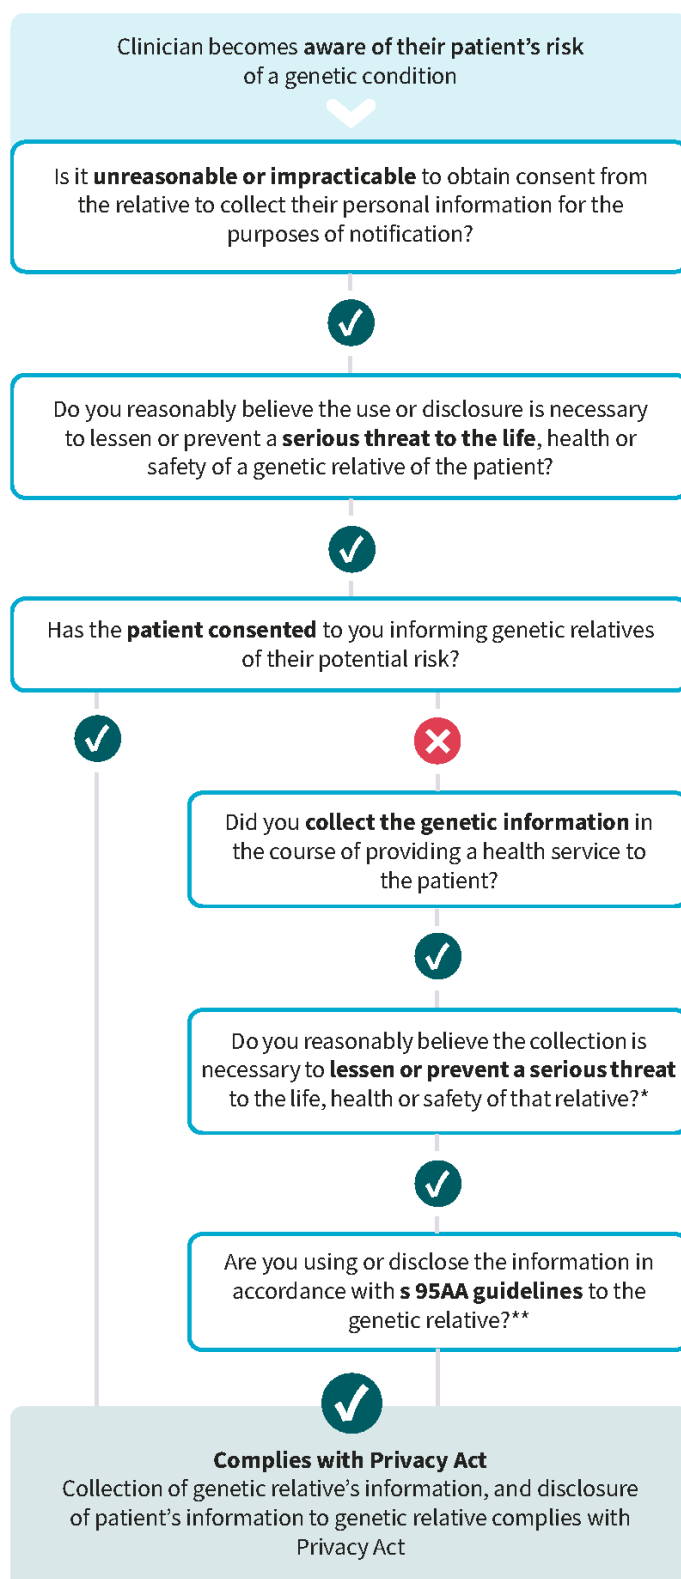 Clinician becomes aware of their patient's risk
of a genetic condition
Is it unreasonable or impracticable to obtain consent from
the relative to collect their personal information for the
purposes of notification?
Do you reasonably believe the use or disclosure is necessary
to lessen or prevent a serious threat to the life, health or
safety of a genetic relative of the patient?
Has the patient consented to you informing genetic relatives
of their potential risk?
Did you collect the genetic information in
the course of providing a health service to
the patient?
Do you reasonably believe the collection is
necessary to lessen or prevent a serious threat
to the life, health or safety of that relative?*
Are you using or disclose the information in
accordance with s 95AA guidelines to the
genetic relative?**
Complies with Privacy Act
Collection of genetic relative's information, and disclosure
of patient's information to genetic relative complies with
Privacy Act